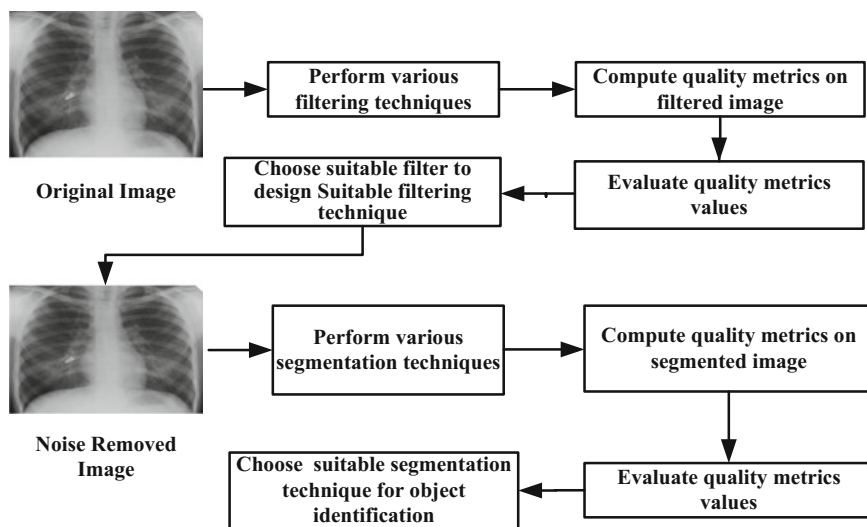 Perform various
filtering techniques
Compute quality metrics on
filtered image
Original Image
Choose suitable filter to
design Suitable filtering
technique
Evaluate quality metrics
values
Perform various
segmentation techniques
Compute quality metrics on
segmented image
Noise Removed
Image
Choose suitable segmentation
technique for object
identification
Evaluate quality metrics
values